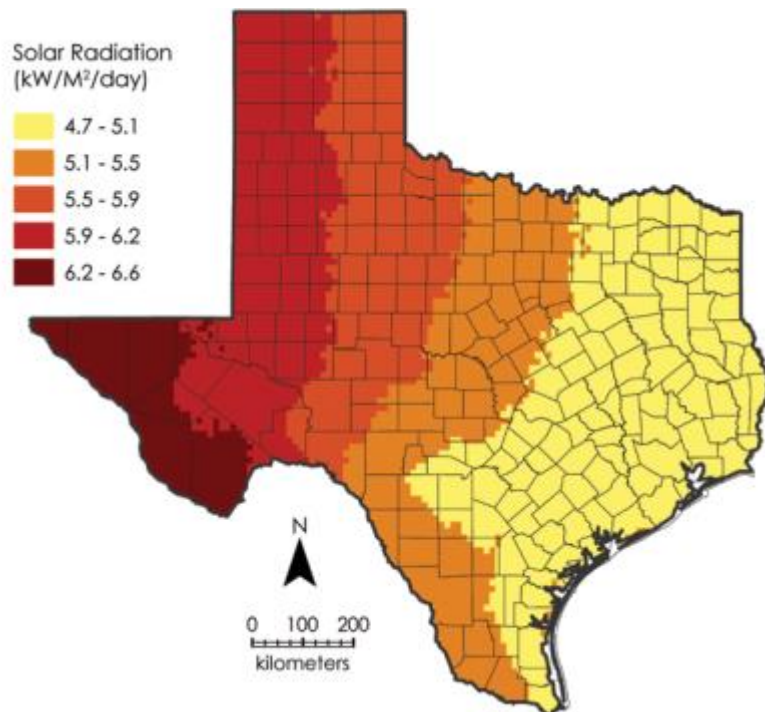 Solar Radiation
(kW/M²/day)
4.7 - 5.1
5.1 - 5.5
5.5 - 5.9
5.9 - 6.2
6.2 - 6.6
N
0 100 200
kilometers